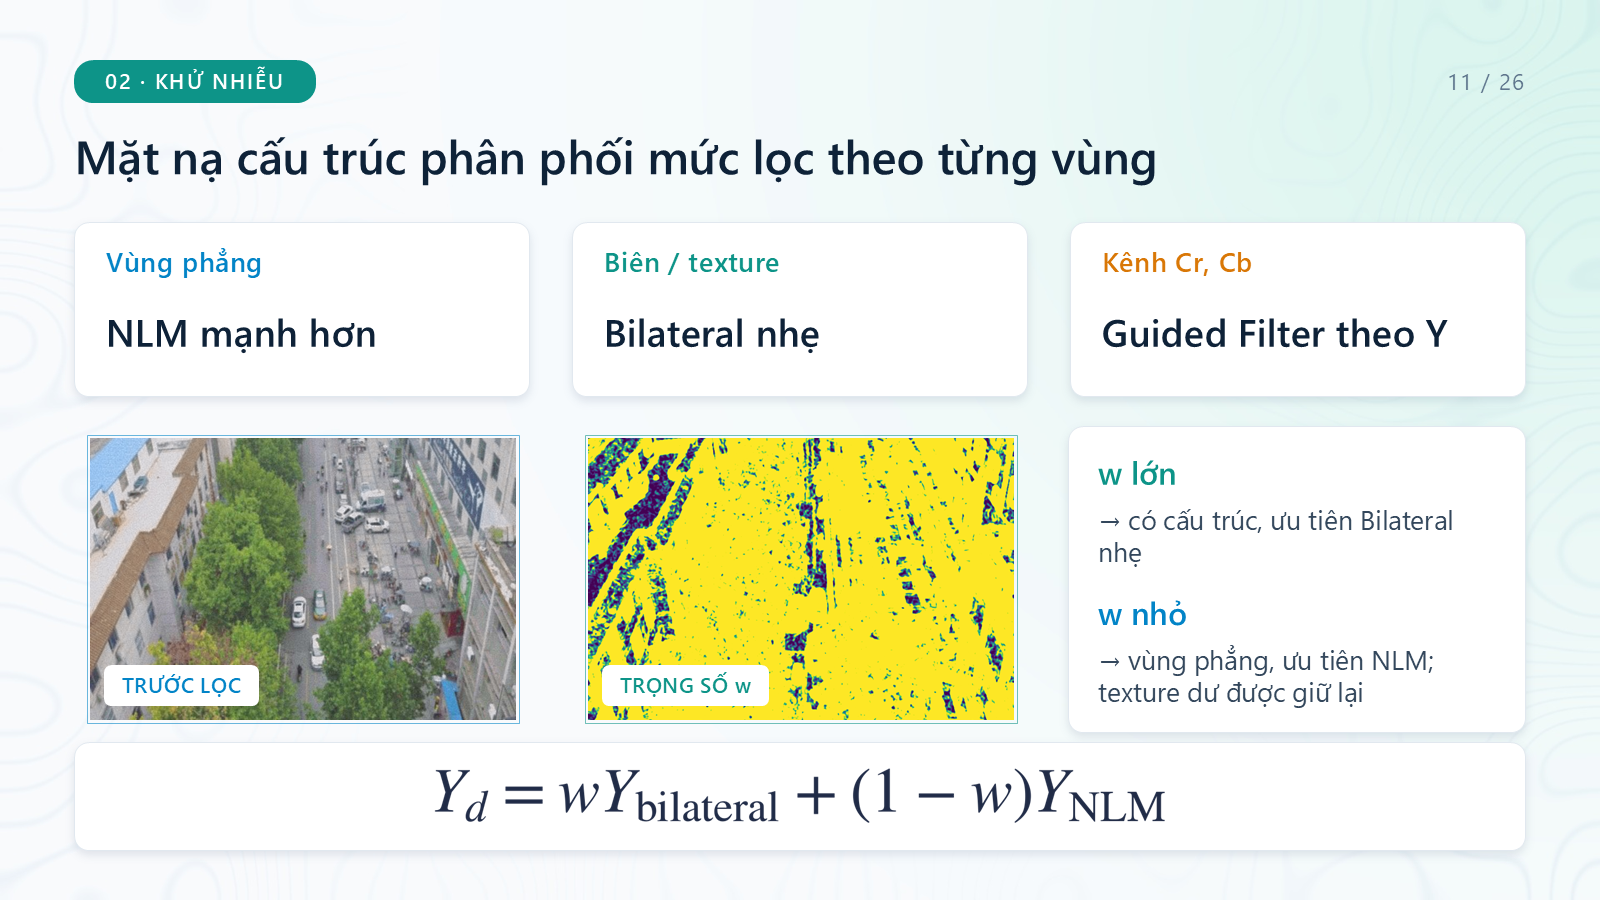 02 · KHỬ NHIỄU
11 / 26
Mặt nạ cấu trúc phân phối mức lọc theo từng vùng
Vùng phẳng
NLM mạnh hơn
Biên / texture
Bilateral nhẹ
Kênh Cr, Cb
Guided Filter theo Y
TRƯỚC LỌC
TRỌNG SỐ w
w lớn
→ có cấu trúc, ưu tiên Bilateral
nhẹ
w nhỏ
→ vùng phẳng, ưu tiên NLM;
texture dư được giữ lại
Y_d = wY_bilateral + (1 − w)Y_NLM